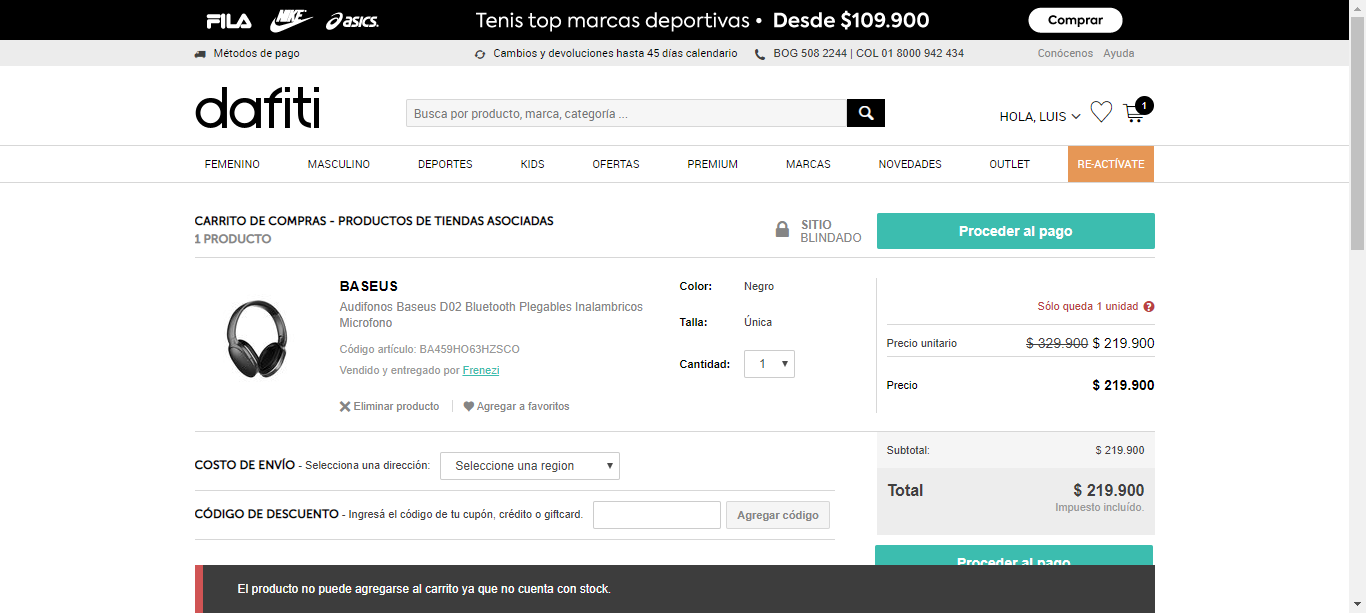 FILA NIKE asics. Tenis top marcas deportivas • Desde $109.900 Comprar
Métodos de pago Cambios y devoluciones hasta 45 días calendario BOG 508 2244 | COL 01 8000 942 434 Conócenos Ayuda
dafiti
Busca por producto, marca, categoría ...
HOLA, LUIS 1
FEMENINO MASCULINO DEPORTES KIDS OFERTAS PREMIUM MARCAS NOVEDADES OUTLET RE-ACTÍVATE
CARRITO DE COMPRAS - PRODUCTOS DE TIENDAS ASOCIADAS
1 PRODUCTO
SITIO
BLINDADO
Proceder al pago
BASEUS
Audifonos Baseus D02 Bluetooth Plegables Inalambricos
Microfono
Código artículo: BA459HO63HZSCO
Vendido y entregado por Frenezi
Eliminar producto Agregar a favoritos
Color: Negro
Talla: Única
Cantidad: 1
Sólo queda 1 unidad ?
Precio unitario $ 329.900 $ 219.900
Precio $ 219.900
COSTO DE ENVÍO - Selecciona una dirección: Seleccione una region
CÓDIGO DE DESCUENTO - Ingresá el código de tu cupón, crédito o giftcard. Agregar código
Subtotal: $ 219.900
Total $ 219.900
Impuesto incluído.
Proceder al pago
El producto no puede agregarse al carrito ya que no cuenta con stock.